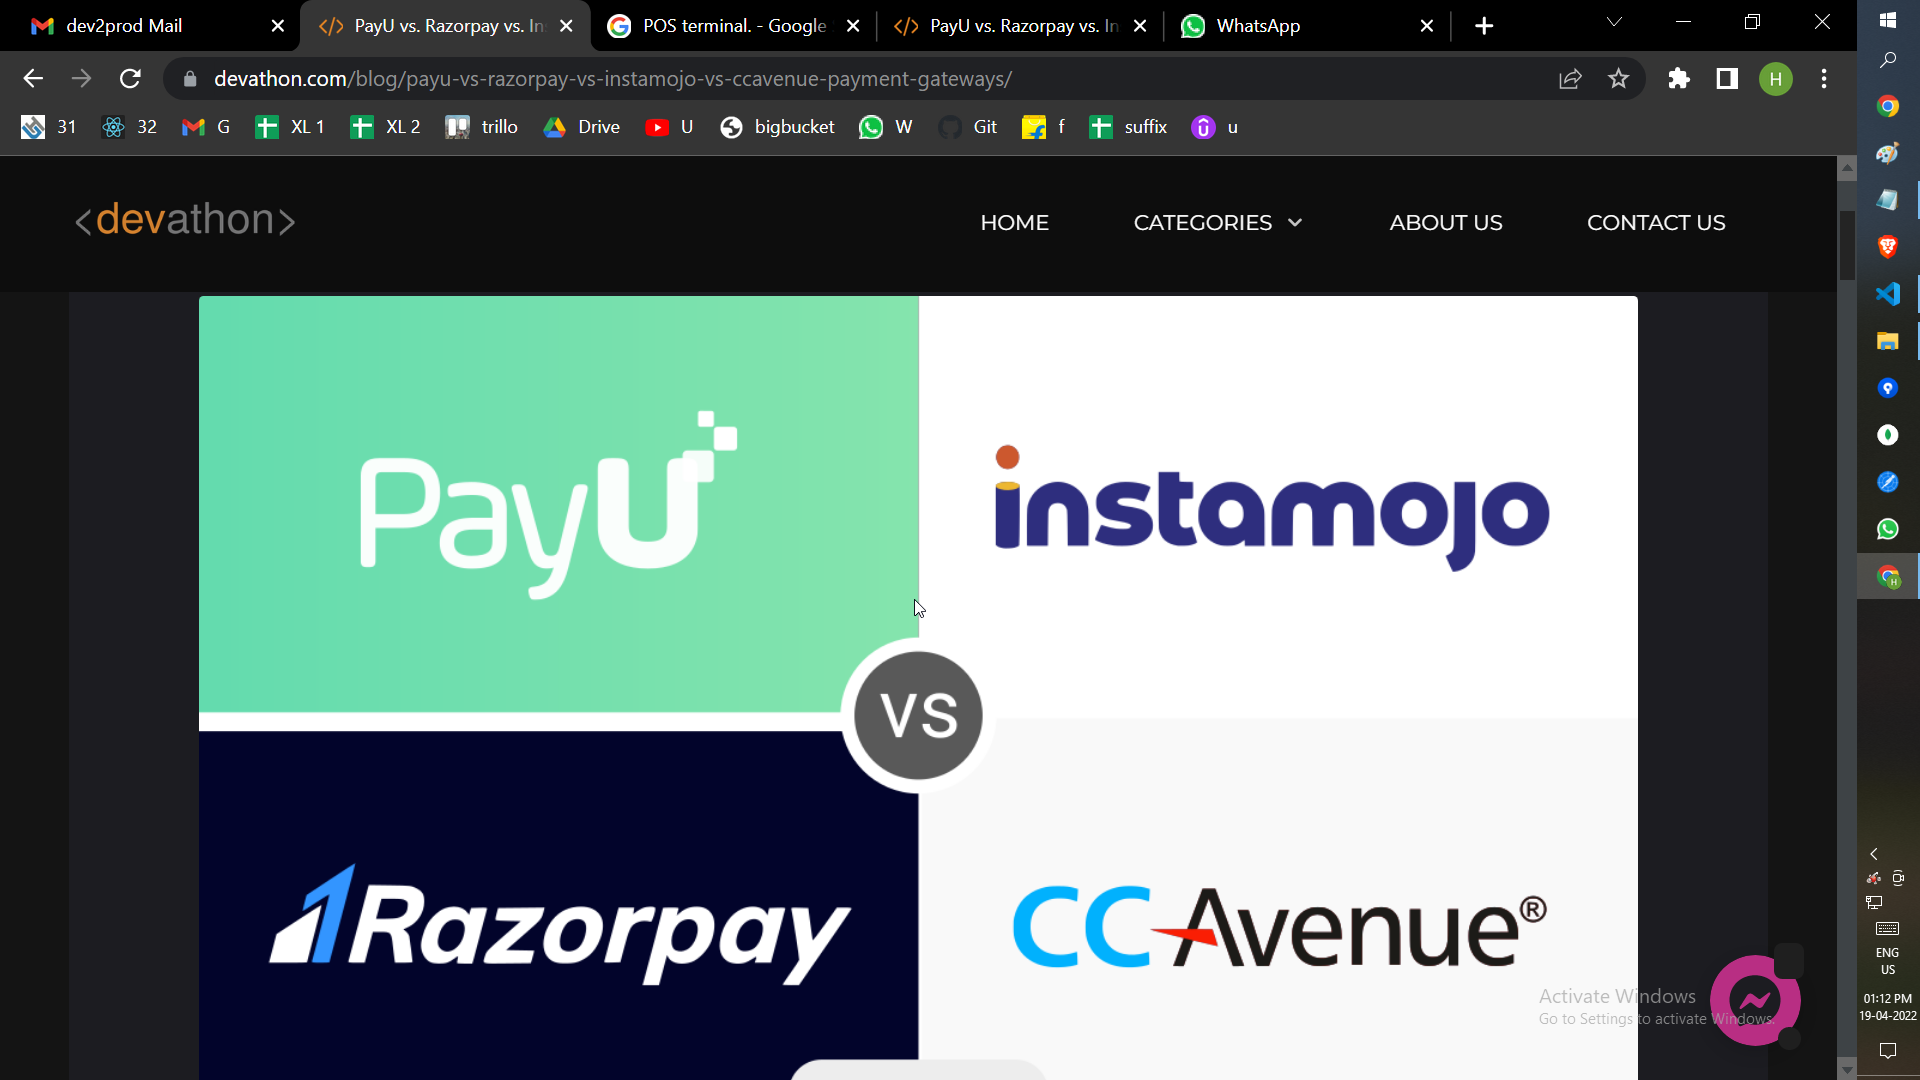 dev2prod Mail
PayU vs. Razorpay vs. In
POS terminal. - Google
PayU vs. Razorpay vs. In
WhatsApp
devathon.com/blog/payu-vs-razorpay-vs-instamojo-vs-ccavenue-payment-gateways/
H
31
32
G
XL 1
XL 2
trillo
Drive
U
bigbucket
W
Git
f
suffix
u
<devathon>
HOME
CATEGORIES
ABOUT US
CONTACT US
PayU
instamojo
VS
Razorpay
CCAvenue®
Activate Windows
Go to Settings to activate Windows.
ENG
US
01:12 PM
19-04-2022